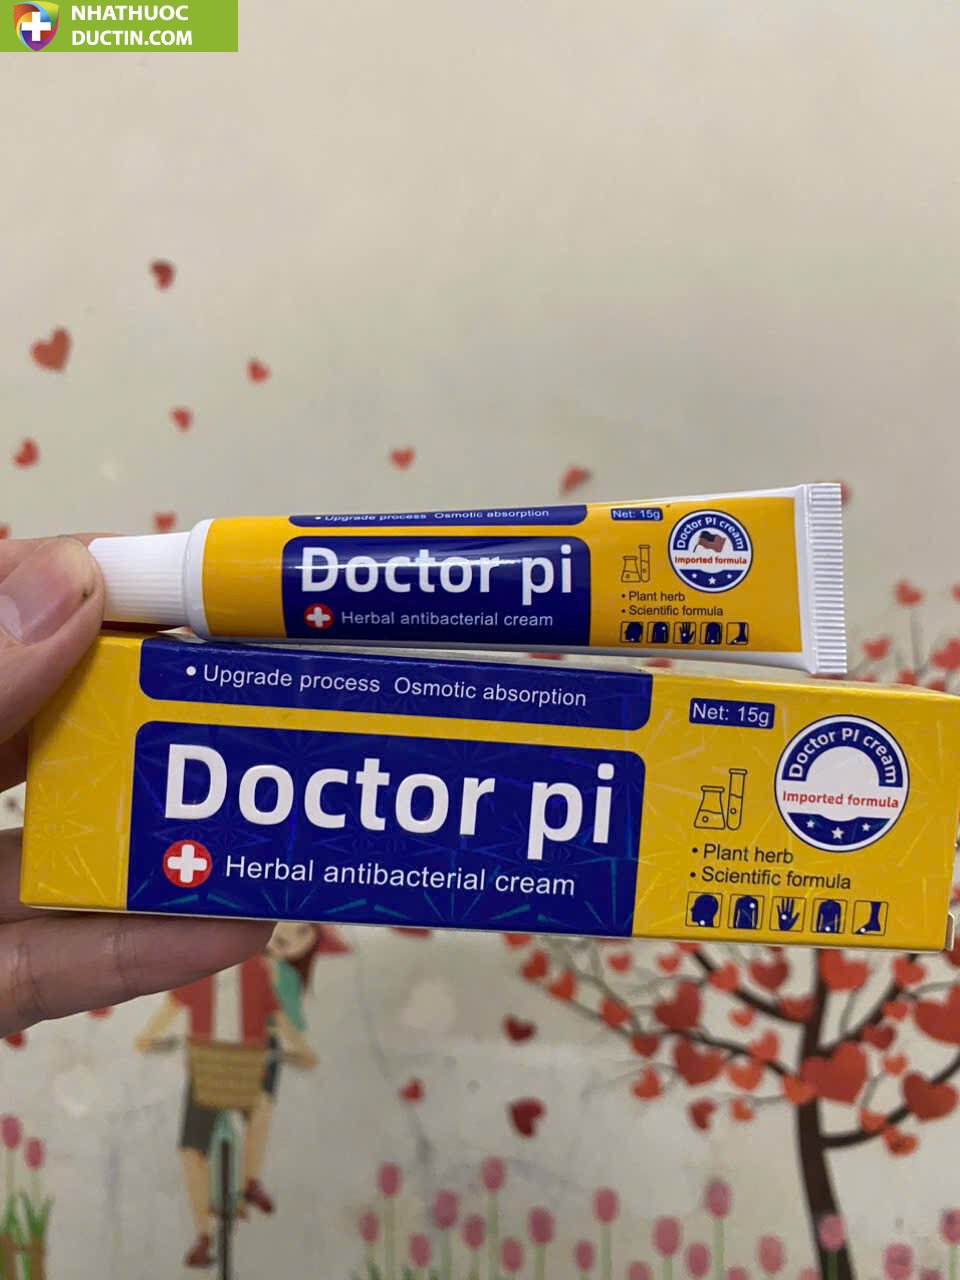 NHATHUOC
DUCTIN.COM
• Upgrade process Osmotic absorption
Doctor pi
Herbal antibacterial cream
Net: 15g
Doctor PI cream
Imported formula
• Plant herb
• Scientific formula
• Upgrade process Osmotic absorption
Doctor pi
Herbal antibacterial cream
Net: 15g
Doctor PI cream
Imported formula
• Plant herb
• Scientific formula